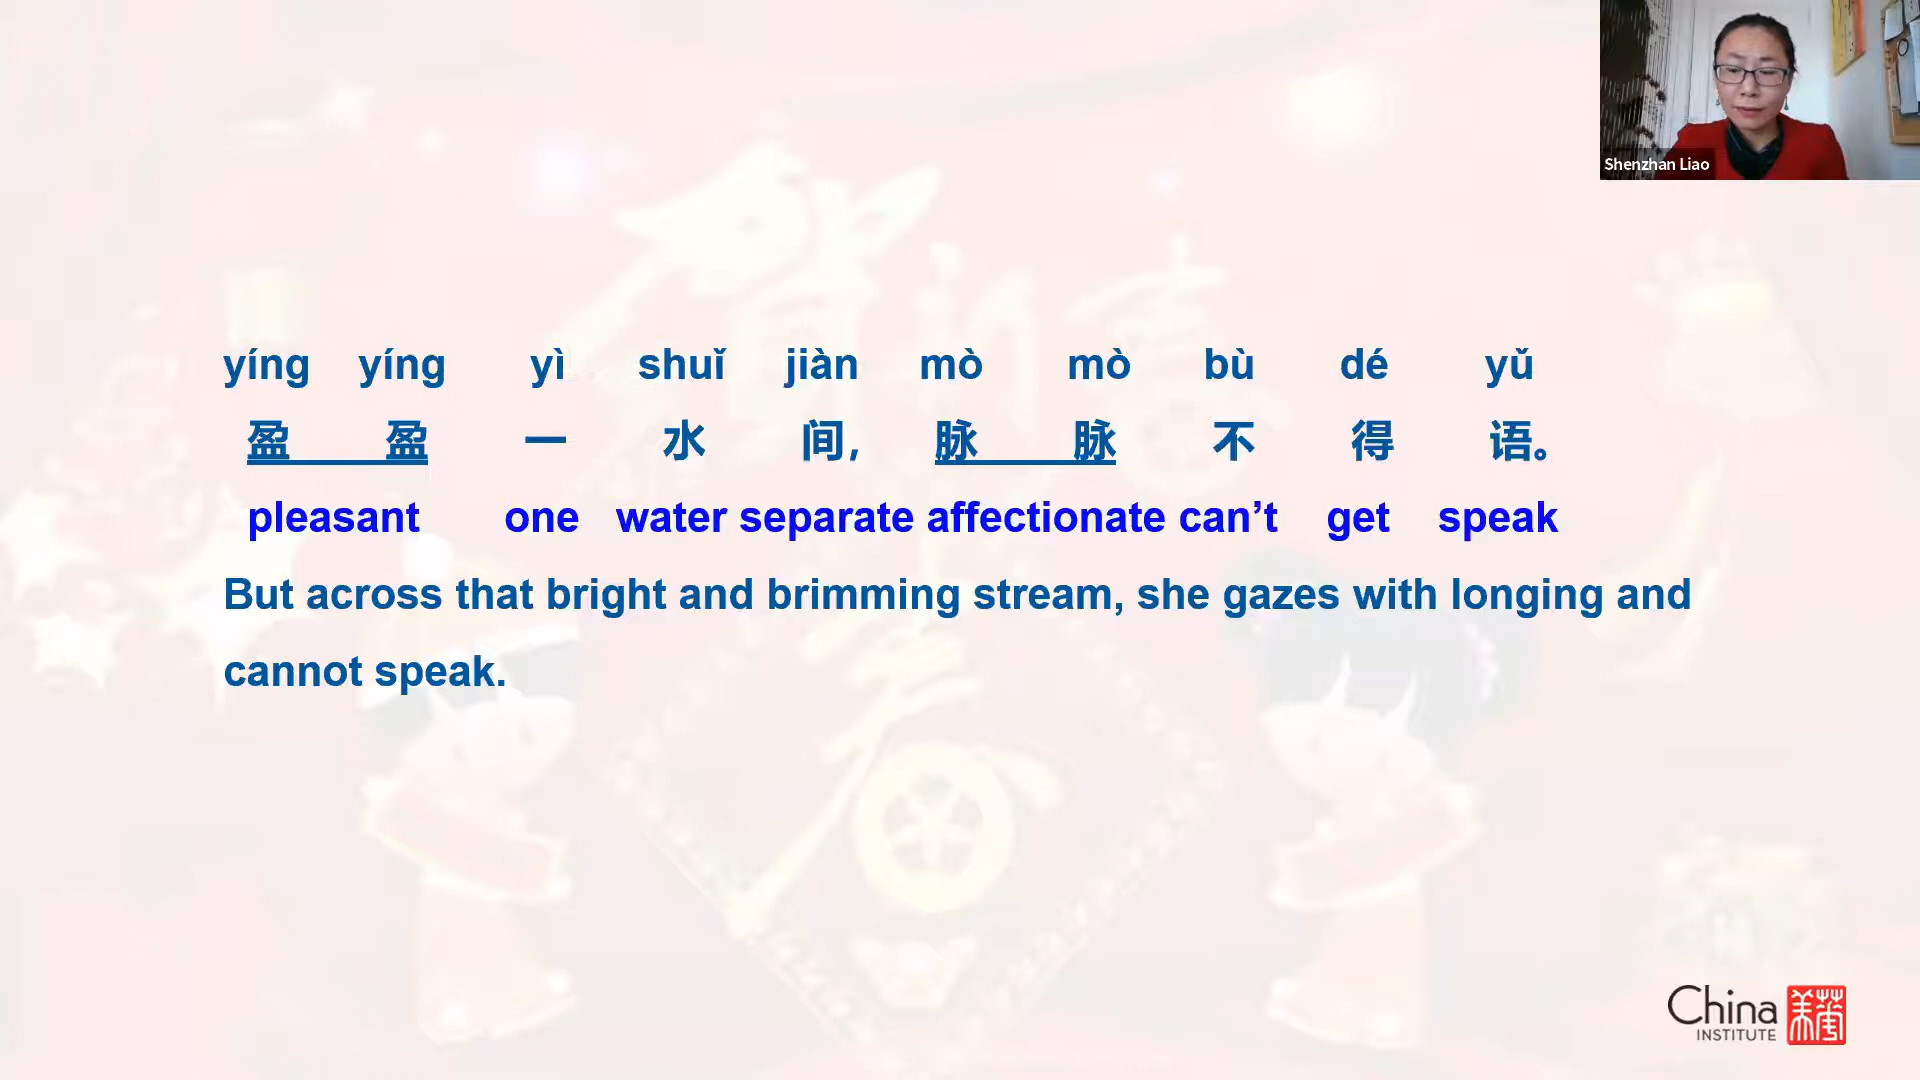 Shenzhan Liao
yíng yíng yì shuǐ jiàn mò mò bù dé yǔ
盈 盈 一 水 间, 脉 脉 不 得 语。
pleasant one water separate affectionate can't get speak
But across that bright and brimming stream, she gazes with longing and
cannot speak.
China
INSTITUTE